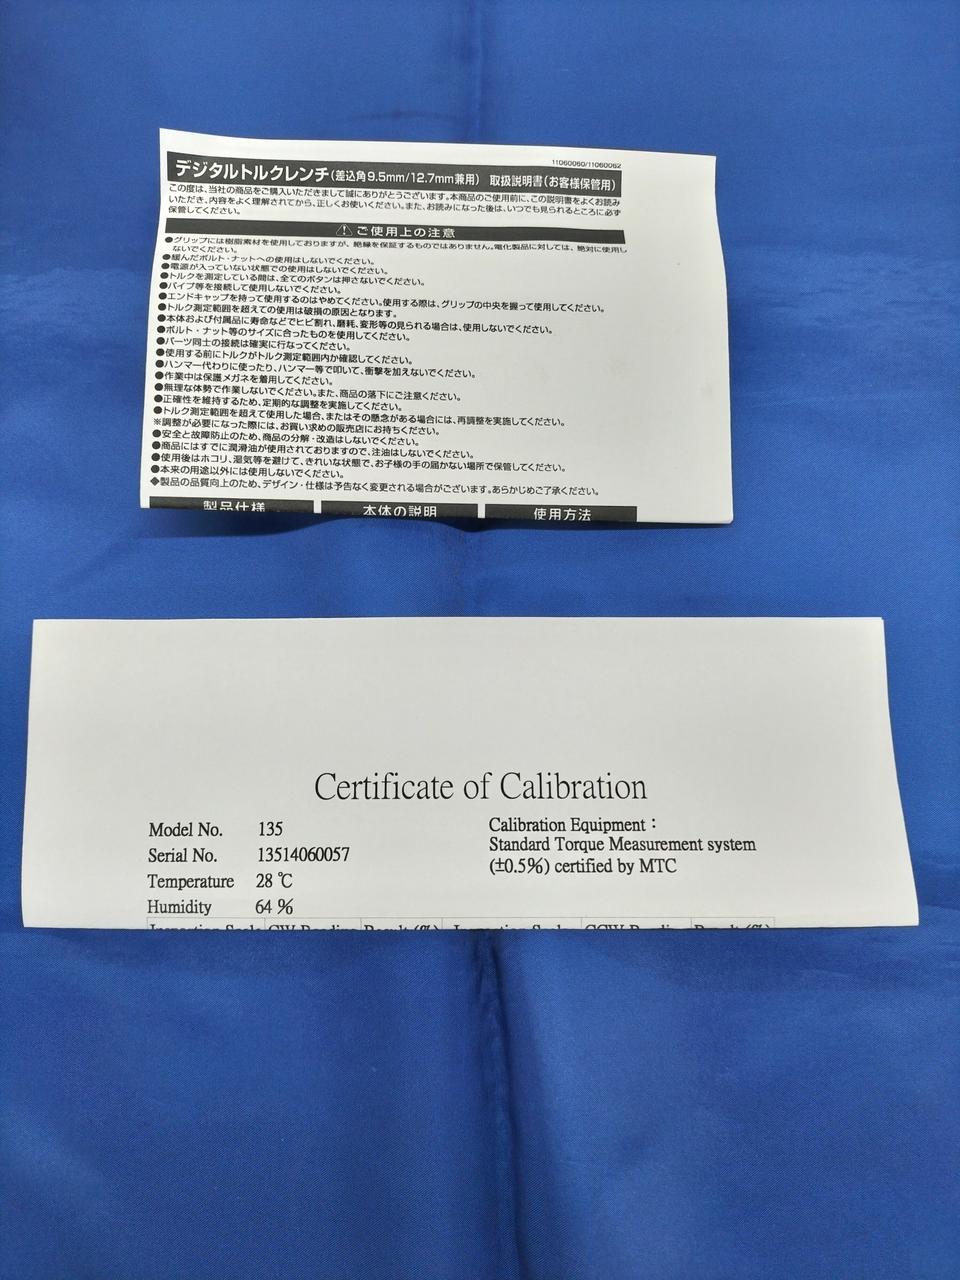 11060060/11060062
デジタルトルクレンチ(差込角9.5mm/12.7mm兼用) 取扱説明書(お客様保管用)
この度は、当社の商品をご購入いただきまして誠にありがとうございます。本商品のご使用前に、この説明書をよくお読み
いただき、内容をよく理解されてから、正しくお使いください。また、お読みになった後は、いつでも見られるところに必ず
保管してください。
⚠ ご使用上の注意
●グリップには樹脂素材を使用しておりますが、絶縁を保証するものではありません。電化製品に対しては、絶対に使用し
ないでください。
●緩んだボルト・ナットへの使用はしないでください。
●電源が入っていない状態での使用はしないでください。
●トルクを測定している間は、全てのボタンは押さないでください。
●パイプ等を接続して使用しないでください。
●エンドキャップを持って使用するのはやめてください。使用する際は、グリップの中央を握って使用してください。
●トルク測定範囲を超えての使用は破損の原因となります。
●本体および付属品に寿命などでヒビ割れ、磨耗、変形等の見られる場合は、使用しないでください。
●ボルト・ナット等のサイズに合ったものを使用してください。
●パーツ同士の接続は確実に行なってください。
●使用する前にトルクがトルク測定範囲内か確認してください。
●ハンマー代わりに使ったり、ハンマー等で叩いて、衝撃を加えないでください。
●作業中は保護メガネを着用してください。
●無理な体勢で作業しないでください。また、商品の落下にご注意ください。
●正確性を維持するため、定期的な調整を実施してください。
●トルク測定範囲を超えて使用した場合、またはその懸念がある場合には、再調整を実施してください。
※調整が必要になった際には、お買い求めの販売店にお持ちください。
●安全と故障防止のため、商品の分解・改造はしないでください。
●商品にはすでに潤滑油が使用されておりますので、注油はしないでください。
●使用後はホコリ、湿気等を避けて、きれいな状態で、お子様の手の届かない場所で保管してください。
●本来の用途以外には使用しないでください。
◆製品の品質向上のため、デザイン・仕様は予告なく変更される場合がございます。あらかじめご了承ください。
製品仕様 本体の説明 使用方法
Certificate of Calibration
Model No. 135
Serial No. 13514060057
Temperature 28 ℃
Humidity 64 %
Calibration Equipment：
Standard Torque Measurement system
(±0.5%) certified by MTC
Inspection Scale CW Reading Result (%) Inspection Scale CCW Reading Result (%)